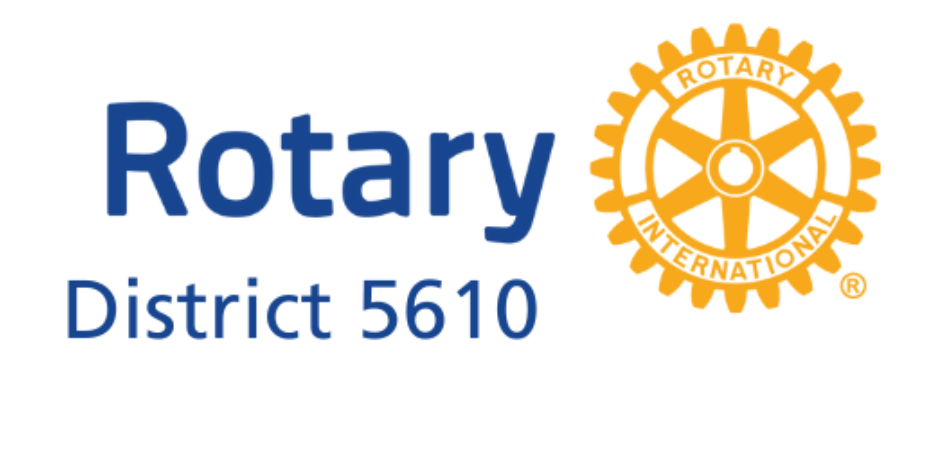 Rotary
District 5610
ROTARY
INTERNATIONAL
®